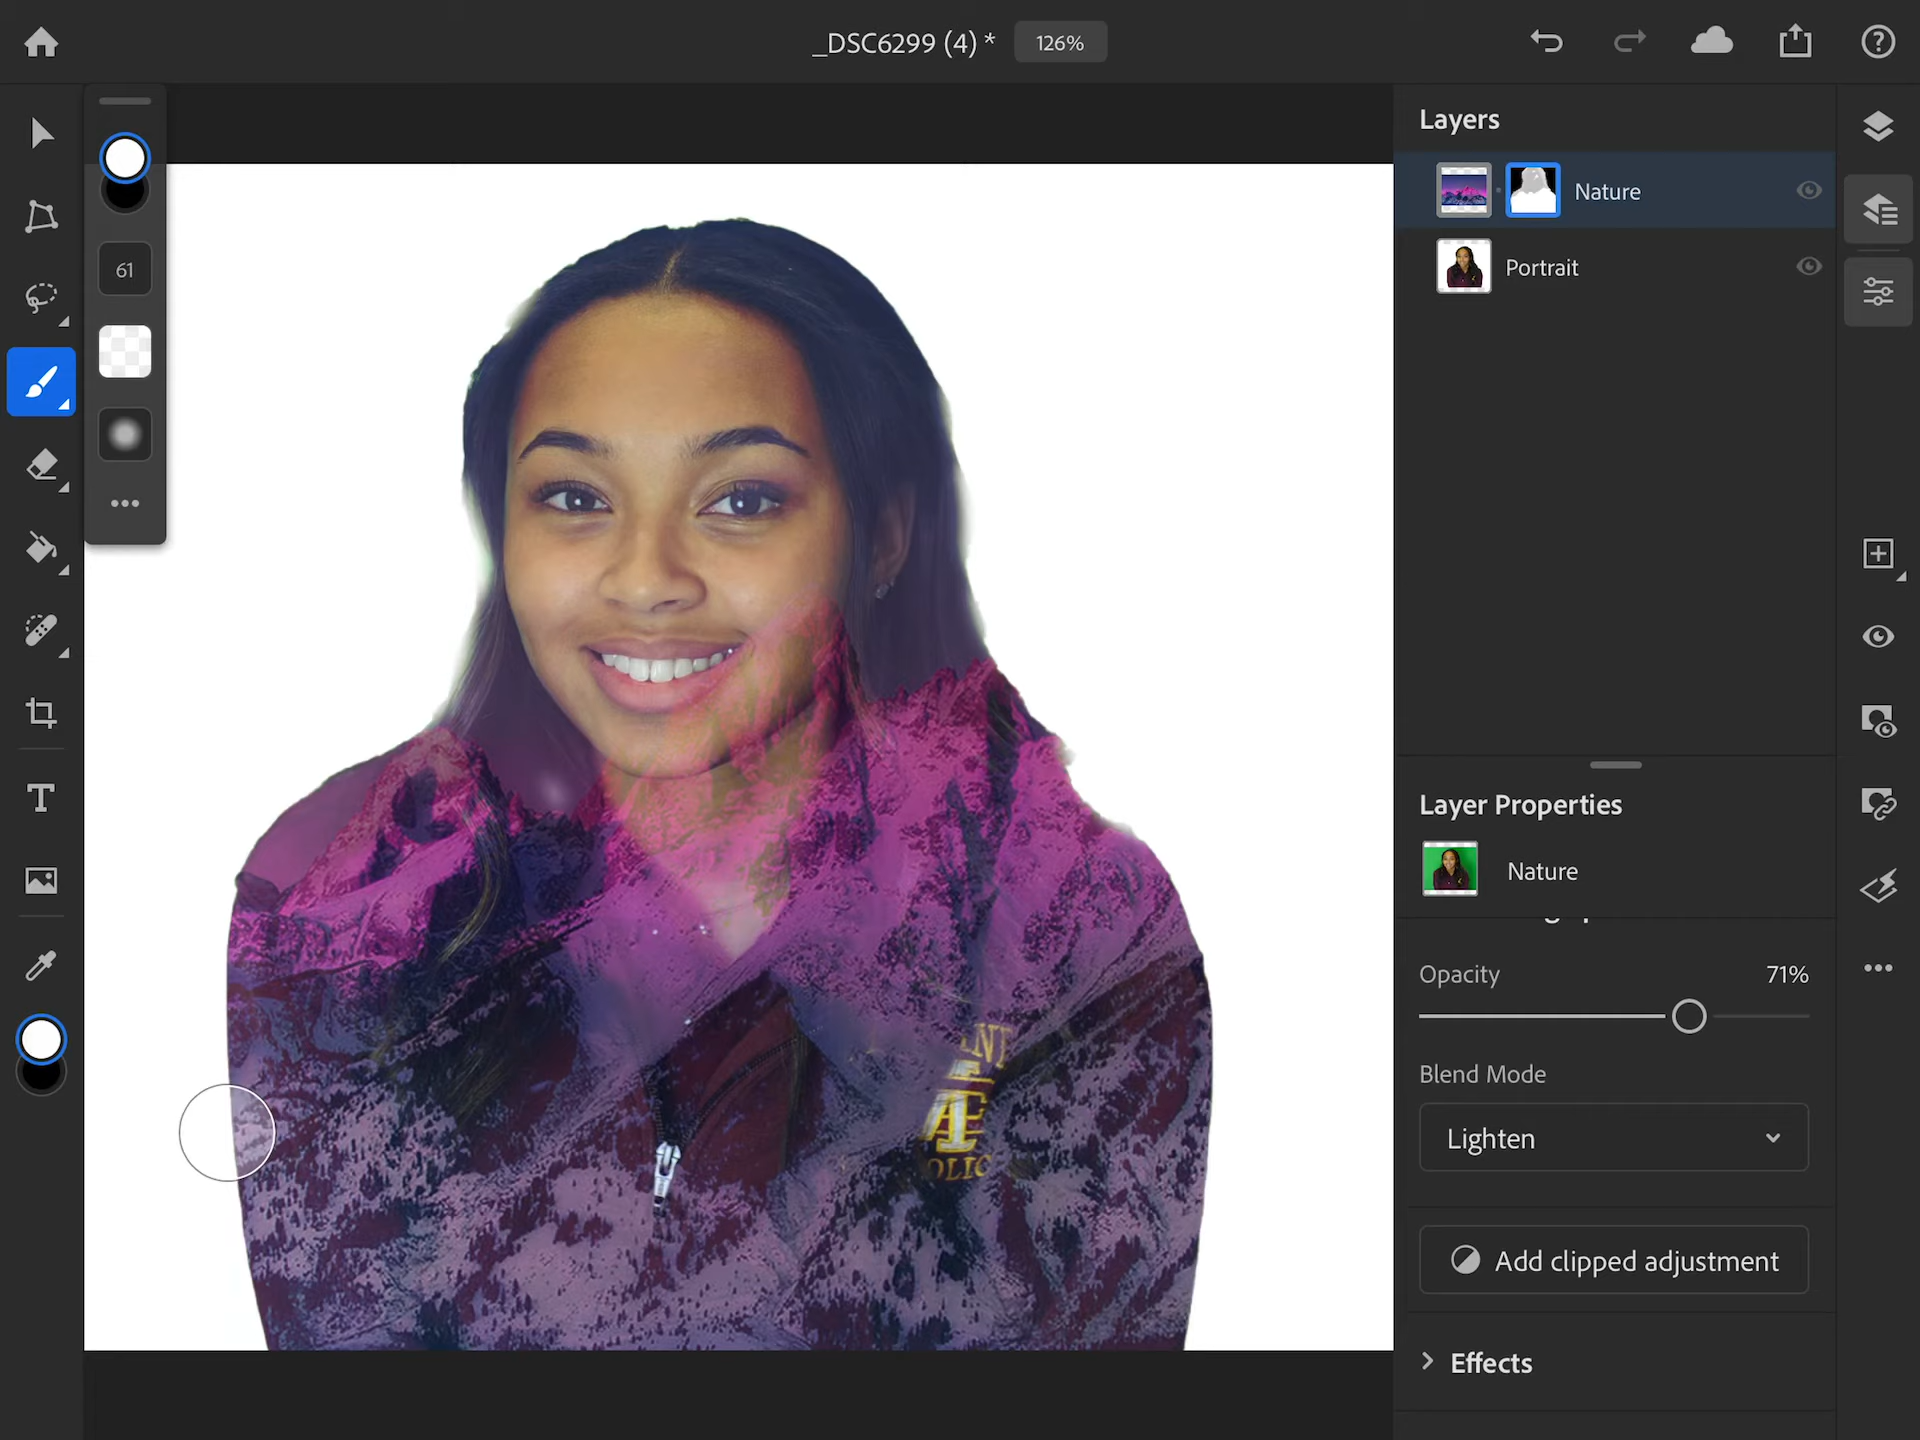 _DSC6299 (4) *
126%
61
Layers
Nature
Portrait
Layer Properties
Nature
Opacity
71%
Blend Mode
Lighten
Add clipped adjustment
Effects
T